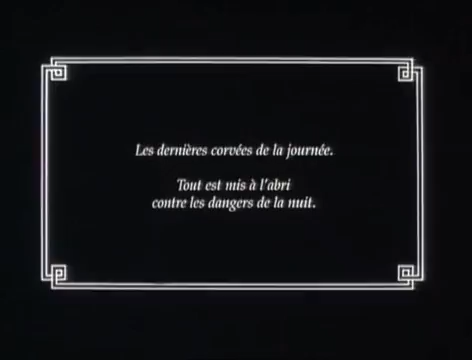 Les dernières corvées de la journée.
Tout est mis à l'abri
contre les dangers de la nuit.